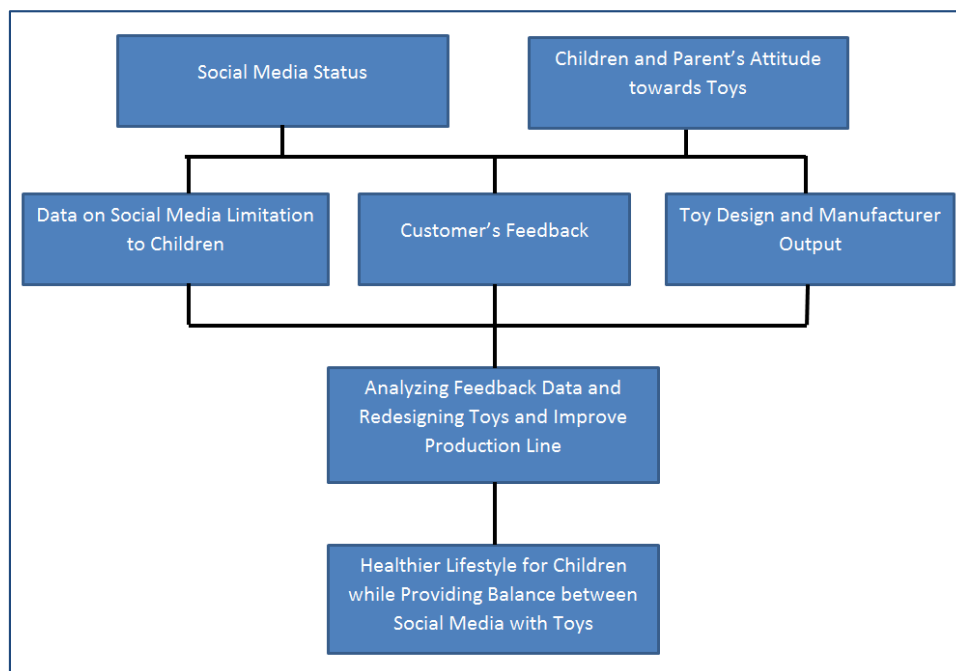 Social Media Status
Children and Parent’s Attitude
towards Toys
Data on Social Media Limitation
to Children
Customer’s Feedback
Toy Design and Manufacturer
Output
Analyzing Feedback Data and
Redesigning Toys and Improve
Production Line
Healthier Lifestyle for Children
while Providing Balance between
Social Media with Toys